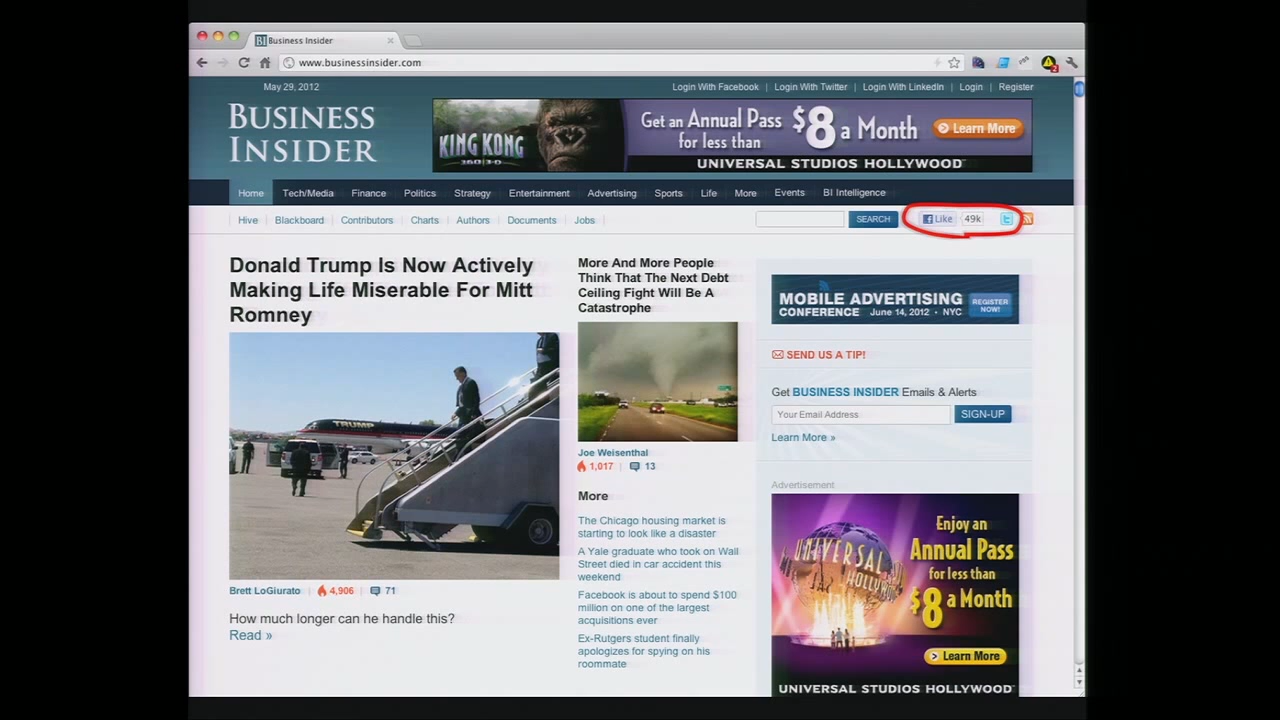 Business Insider
www.businessinsider.com
May 29, 2012
Login With Facebook | Login With Twitter | Login With LinkedIn | Login | Register
BUSINESS
INSIDER
KING KONG
360 3-D
Get an Annual Pass
for less than
$8 a Month
Learn More
UNIVERSAL STUDIOS HOLLYWOOD
Home Tech/Media Finance Politics Strategy Entertainment Advertising Sports Life More Events BI Intelligence
Hive | Blackboard | Contributors | Charts | Authors | Documents | Jobs |
SEARCH
Like 49k
Donald Trump Is Now Actively
Making Life Miserable For Mitt
Romney
TRUMP
Brett LoGiurato | 4,906 | 71
How much longer can he handle this?
Read »
More And More People
Think That The Next Debt
Ceiling Fight Will Be A
Catastrophe
Joe Weisenthal
1,017 | 13
More
The Chicago housing market is
starting to look like a disaster
A Yale graduate who took on Wall
Street died in car accident this
weekend
Facebook is about to spend $100
million on one of the largest
acquisitions ever
Ex-Rutgers student finally
apologizes for spying on his
roommate
MOBILE ADVERTISING
CONFERENCE June 14, 2012 • NYC
REGISTER
NOW!
SEND US A TIP!
Get BUSINESS INSIDER Emails & Alerts
Your Email Address
SIGN-UP
Learn More »
Advertisement
UNIVERSAL
HOLLYWOOD
Enjoy an
Annual Pass
for less than
$8 a Month
Learn More
UNIVERSAL STUDIOS HOLLYWOOD